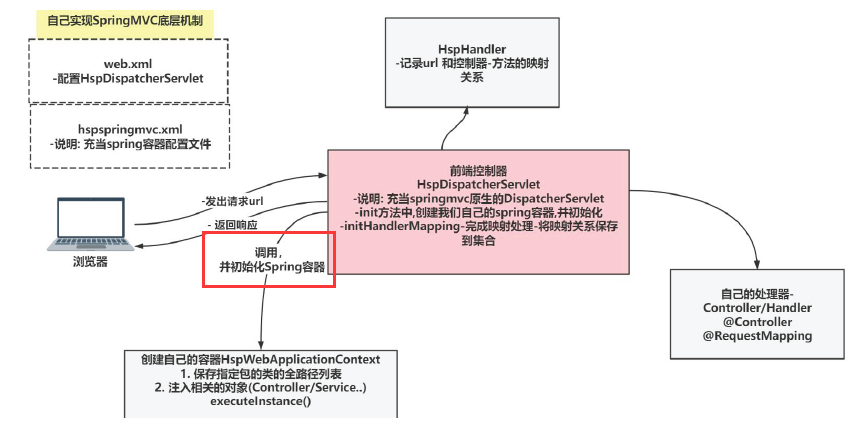 自己实现SpringMVC底层机制
web.xml
-配置HspDispatcherServlet
hspspringmvc.xml
-说明: 充当spring容器配置文件
HspHandler
-记录url 和控制器-方法的映射
关系
前端控制器
HspDispatcherServlet
-说明: 充当springmvc原生的DispatcherServlet
-init方法中,创建我们自己的spring容器,并初始化
-initHandlerMapping-完成映射处理-将映射关系保存
到集合
-发出请求url
- 返回响应
浏览器
调用，
并初始化Spring容器
自己的处理器-
Controller/Handler
@Controller
@RequestMapping
创建自己的容器HspWebApplicationContext
1. 保存指定包的类的全路径列表
2. 注入相关的对象(Controller/Service..)
executeInstance()